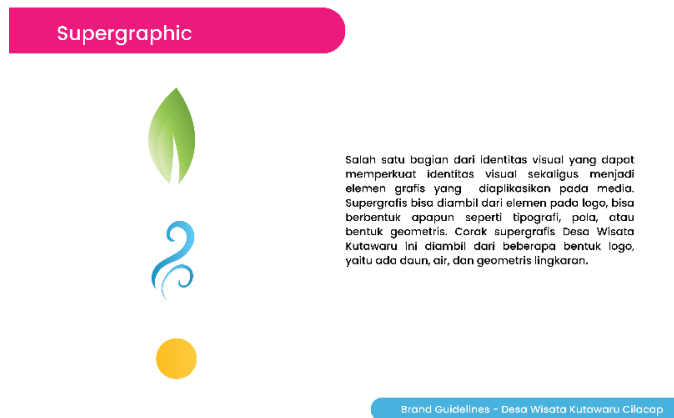 Supergraphic
Salah satu bagian dari identitas visual yang dapat
memperkuat identitas visual sekaligus menjadi
elemen grafis yang diaplikasikan pada media.
Supergrafis bisa diambil dari elemen pada logo, bisa
berbentuk apapun seperti tipografi, pola, atau
bentuk geometris. Corak supergrafis Desa Wisata
Kutawaru ini diambil dari beberapa bentuk logo,
yaitu ada daun, air, dan geometris lingkaran.
Brand Guidelines - Desa Wisata Kutawaru Cilacap